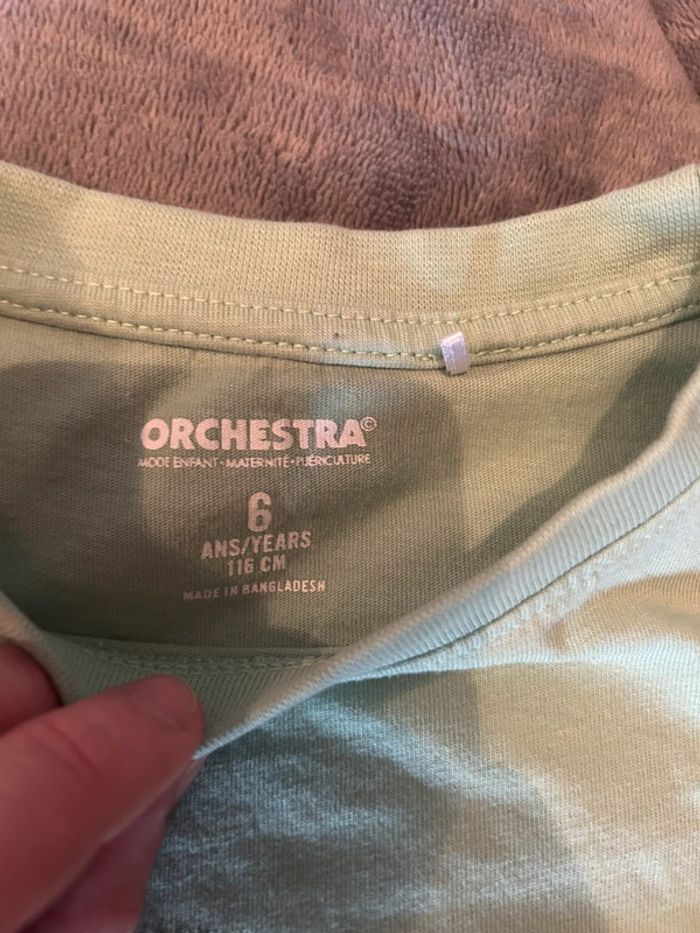 ORCHESTRA©
MODE ENFANT • MATERNITÉ • PUÉRICULTURE
6
ANS/YEARS
116 CM
MADE IN BANGLADESH